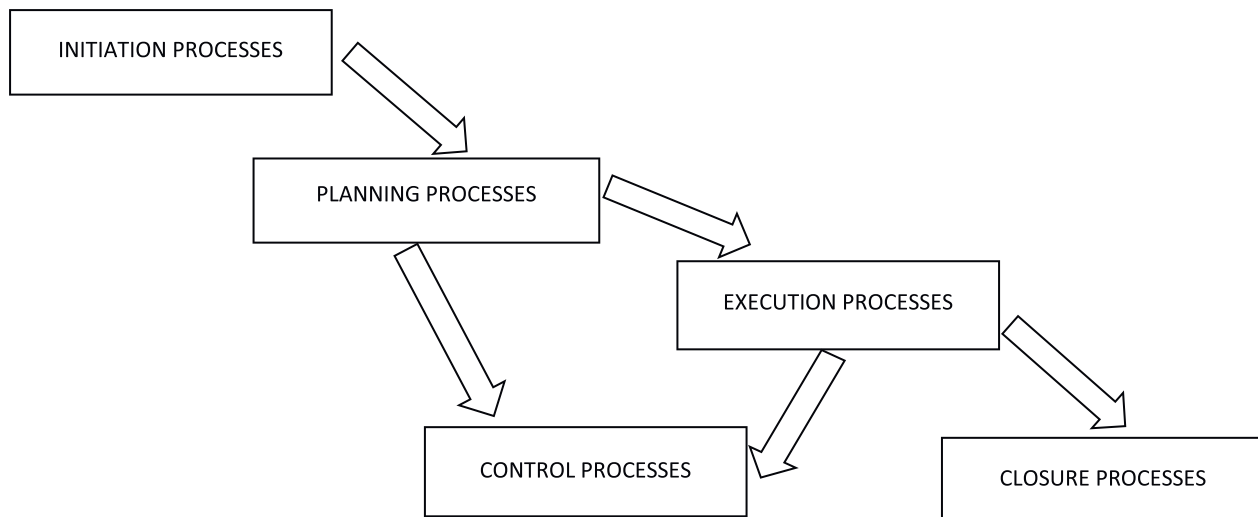 INITIATION PROCESSES
PLANNING PROCESSES
EXECUTION PROCESSES
CONTROL PROCESSES
CLOSURE PROCESSES